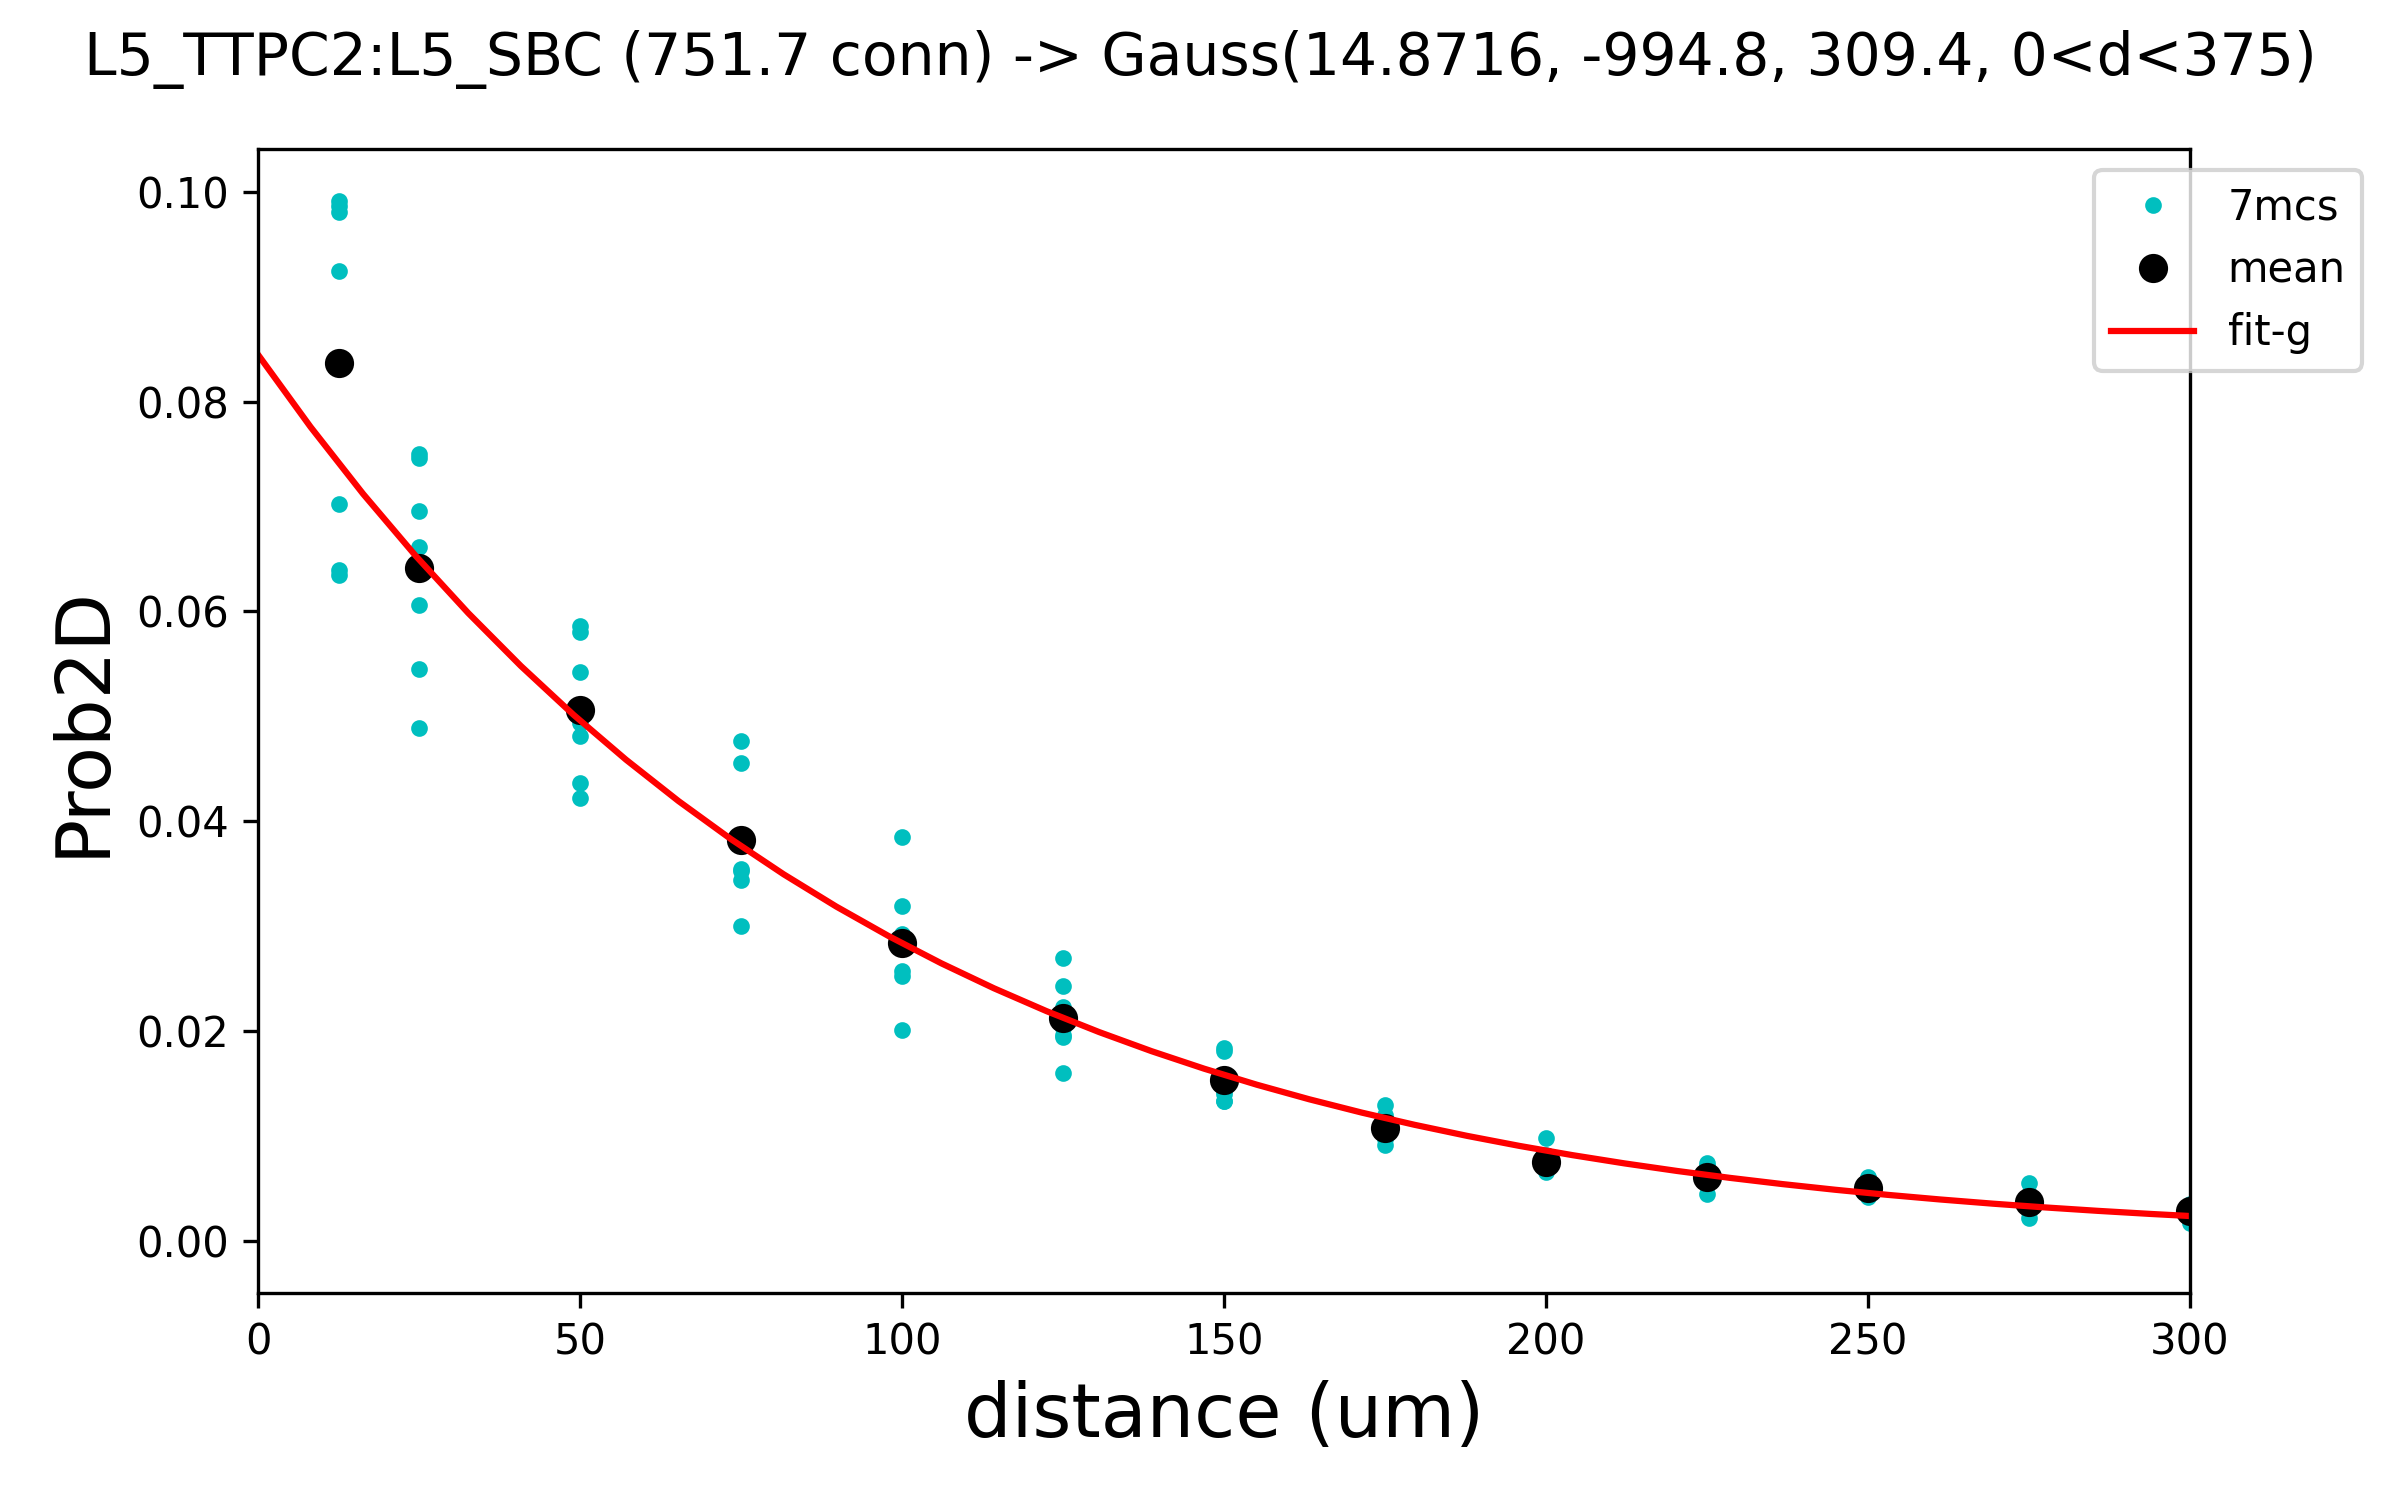 L5_TTPC2:L5_SBC (751.7 conn) -> Gauss(14.8716, -994.8, 309.4, 0<d<375)
7mcs
mean
fit-g
Prob2D
0.10
0.08
0.06
0.04
0.02
0.00
0 50 100 150 200 250 300
distance (um)